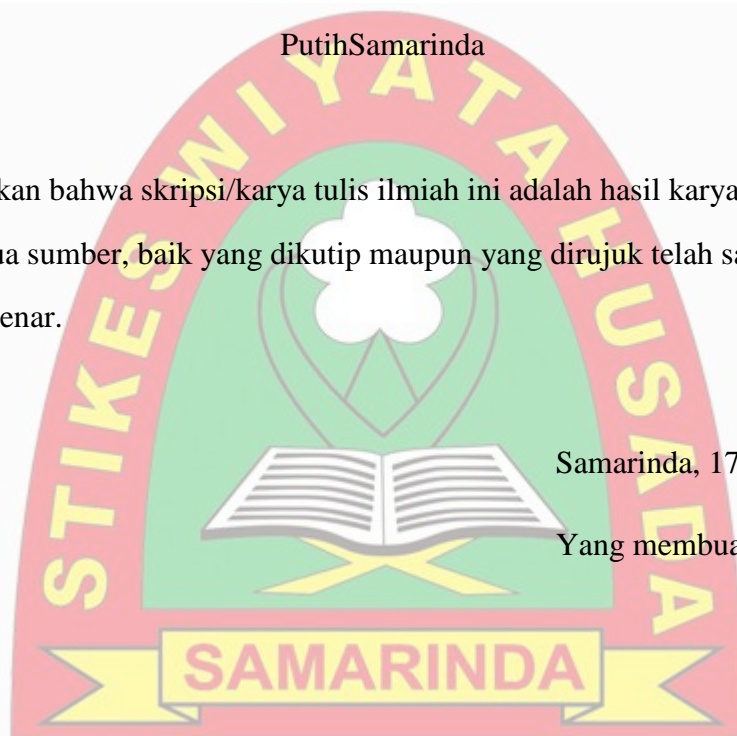 PutihSamarinda
kan bahwa skripsi/karya tulis ilmiah ini adalah hasil karya
ua sumber, baik yang dikutip maupun yang dirujuk telah sa
enar.
Samarinda, 17
Yang membua
STIKES WIYATA HUSADA
SAMARINDA